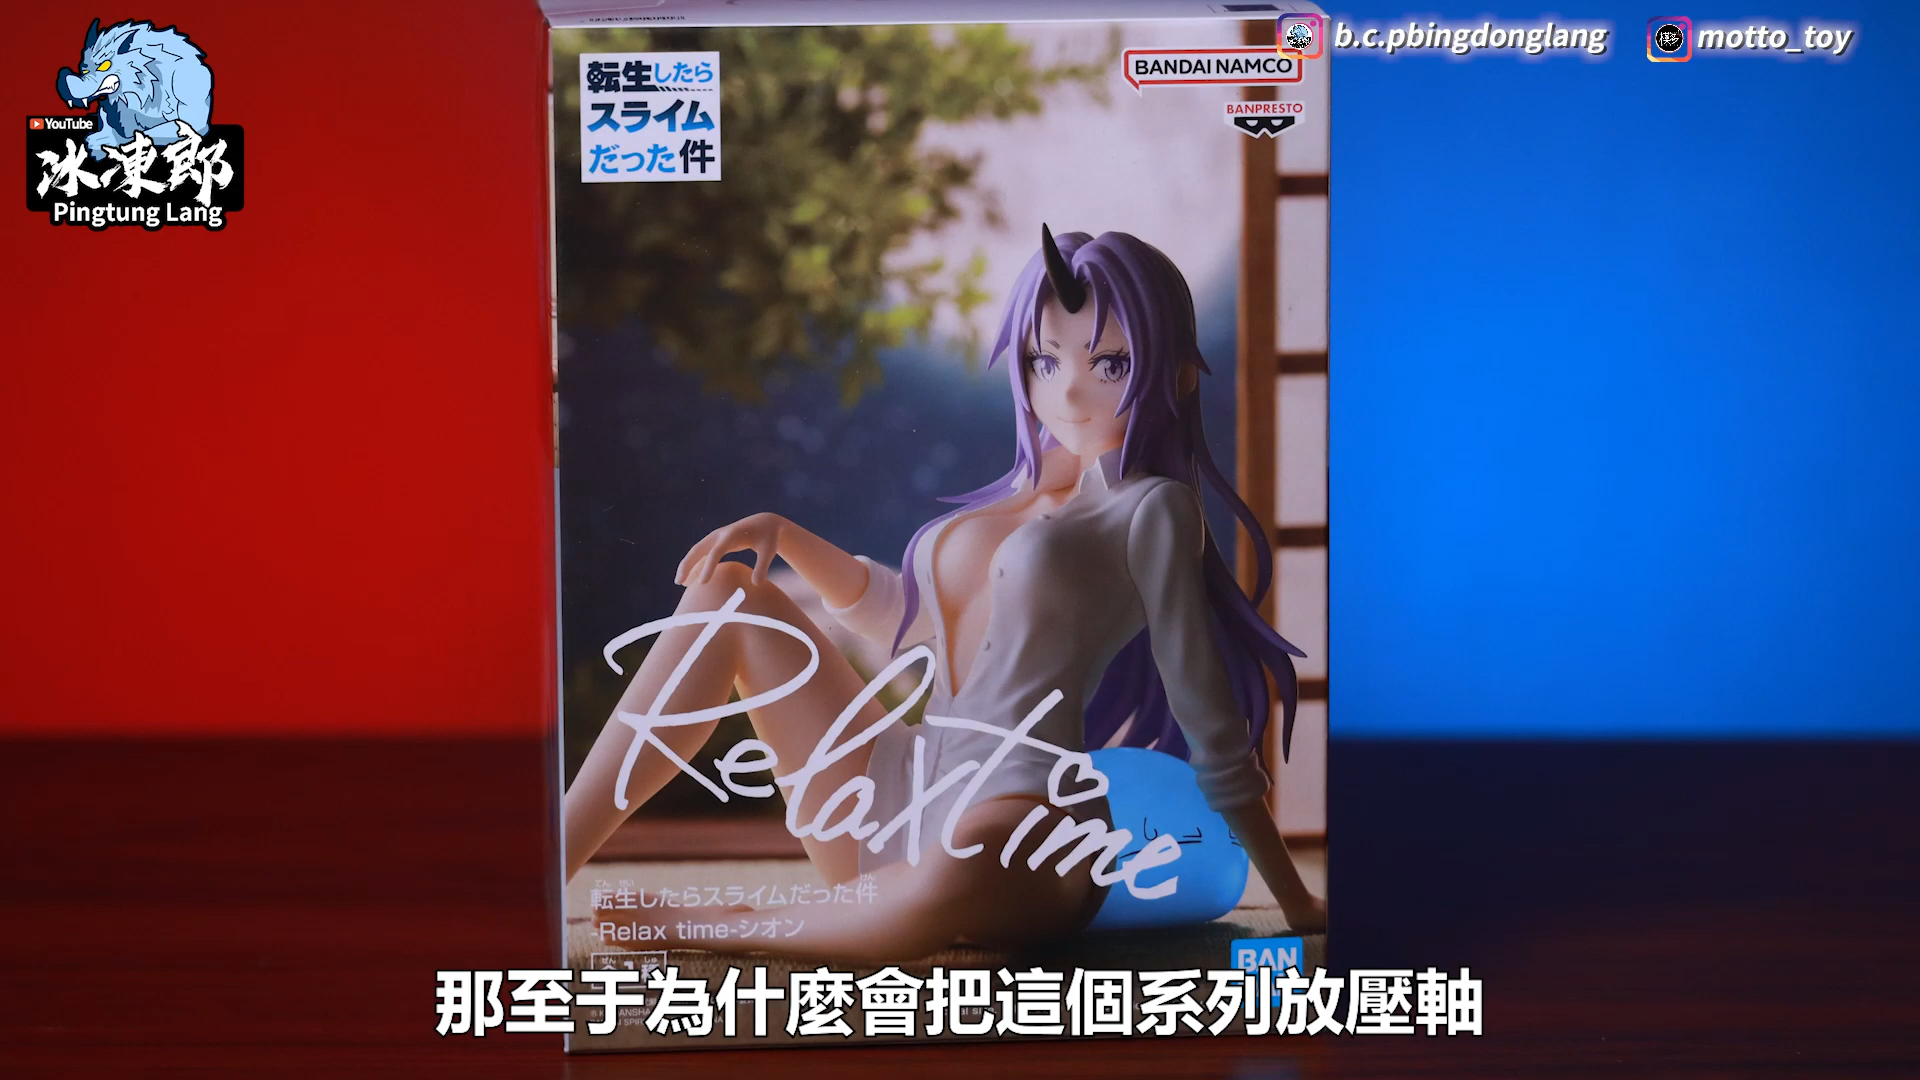 YouTube
冰凍郎
Pingtung Lang
b.c.pbingdonglang
motto_toy
転生したら
スライム
だった件
BANDAI NAMCO
BANPRESTO
Relax time
転生したらスライムだった件
-Relax time-シオン
BAN
那至于為什麼會把這個系列放壓軸